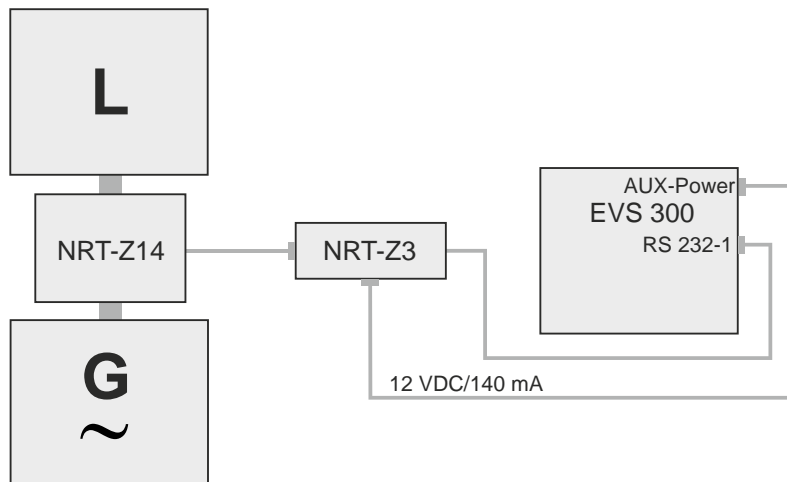 L
NRT-Z14
G
~
NRT-Z3
AUX-Power
EVS 300
RS 232-1
12 VDC/140 mA